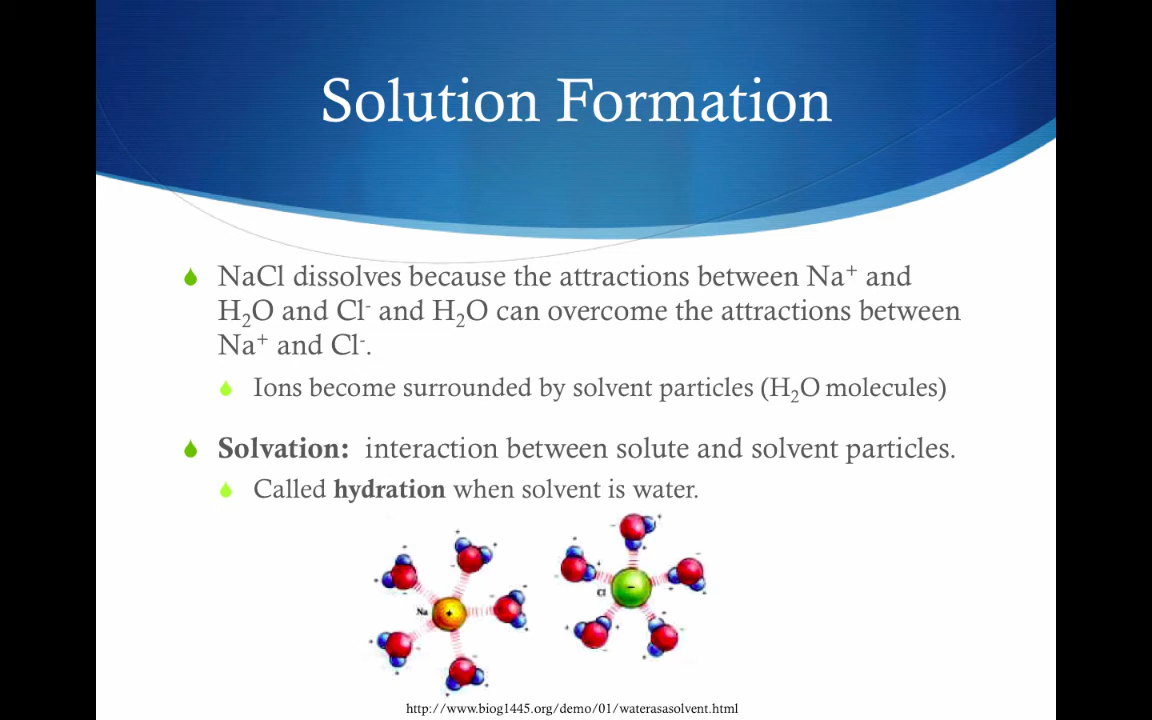 Solution Formation
NaCl dissolves because the attractions between Na⁺ and
H₂O and Cl⁻ and H₂O can overcome the attractions between
Na⁺ and Cl⁻.
Ions become surrounded by solvent particles (H₂O molecules)
Solvation: interaction between solute and solvent particles.
Called hydration when solvent is water.
Na +
Cl −
http://www.biog1445.org/demo/01/waterasasolvent.html